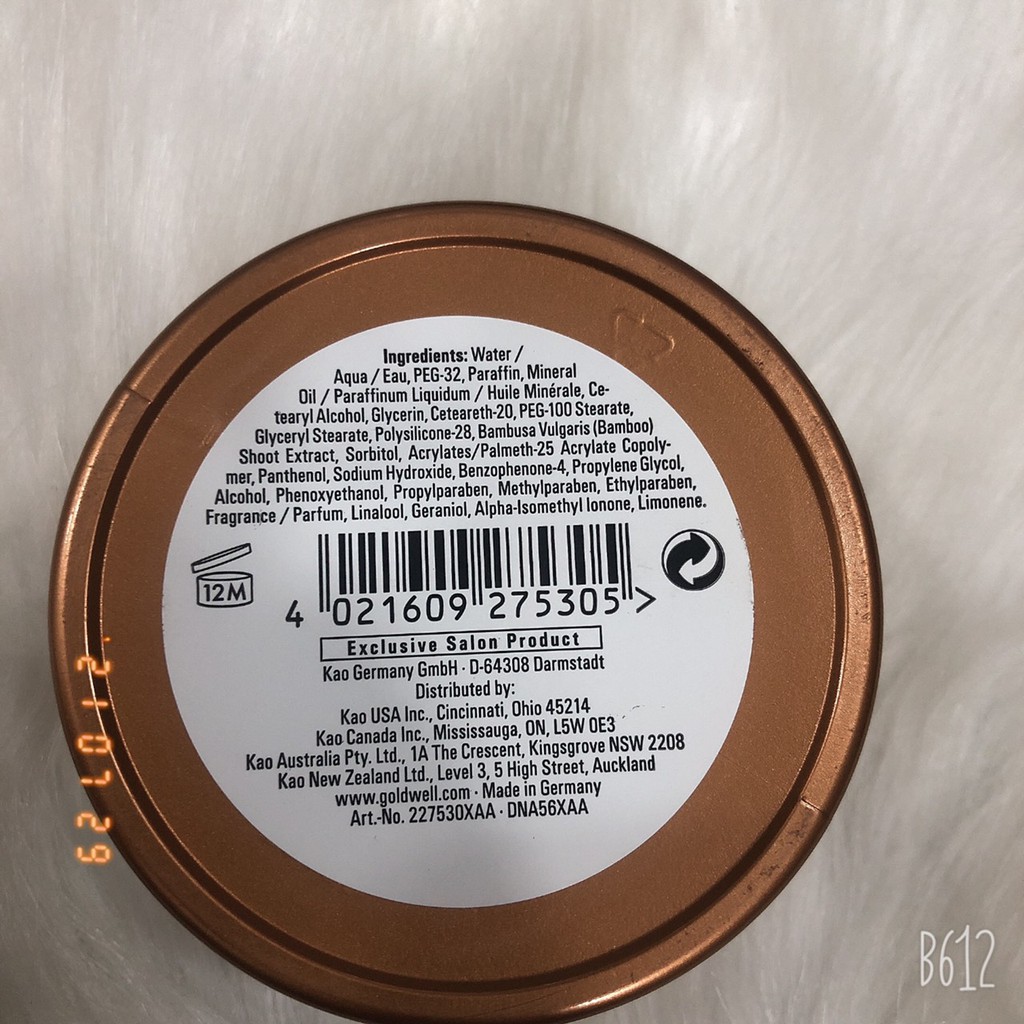 Ingredients: Water /
Aqua / Eau, PEG-32, Paraffin, Mineral
Oil / Paraffinum Liquidum / Huile Minérale, Ce-
tearyl Alcohol, Glycerin, Ceteareth-20, PEG-100 Stearate,
Glyceryl Stearate, Polysilicone-28, Bambusa Vulgaris (Bamboo)
Shoot Extract, Sorbitol, Acrylates/Palmeth-25 Acrylate Copoly-
mer, Panthenol, Sodium Hydroxide, Benzophenone-4, Propylene Glycol,
Alcohol, Phenoxyethanol, Propylparaben, Methylparaben, Ethylparaben,
Fragrance / Parfum, Linalool, Geraniol, Alpha-Isomethyl Ionone, Limonene.
12M
4 021609 275305 >
Exclusive Salon Product
Kao Germany GmbH · D-64308 Darmstadt
Distributed by:
Kao USA Inc., Cincinnati, Ohio 45214
Kao Canada Inc., Mississauga, ON, L5W 0E3
Kao Australia Pty. Ltd., 1A The Crescent, Kingsgrove NSW 2208
Kao New Zealand Ltd., Level 3, 5 High Street, Auckland
www.goldwell.com · Made in Germany
Art.-No. 227530XAA · DNA56XAA
'21 07 29
B612